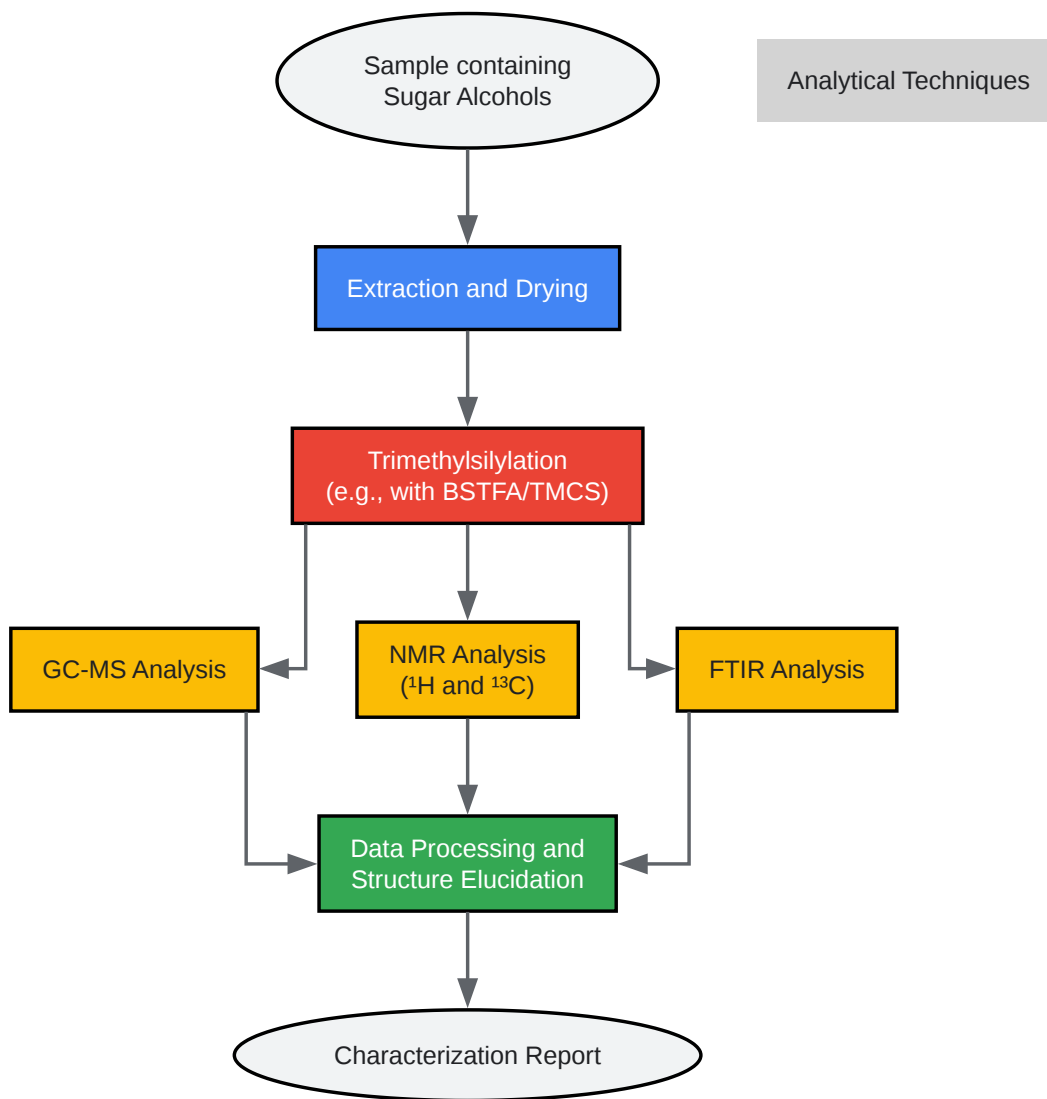 Sample containing
Sugar Alcohols
Analytical Techniques
Extraction and Drying
Trimethylsilylation
(e.g., with BSTFA/TMCS)
GC-MS Analysis
NMR Analysis
(¹H and ¹³C)
FTIR Analysis
Data Processing and
Structure Elucidation
Characterization Report